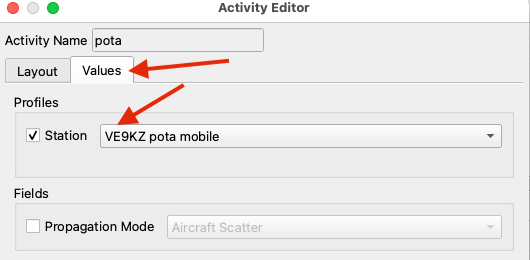 Activity Editor
Activity Name pota
Layout Values
Profiles
Station VE9KZ pota mobile
Fields
Propagation Mode Aircraft Scatter